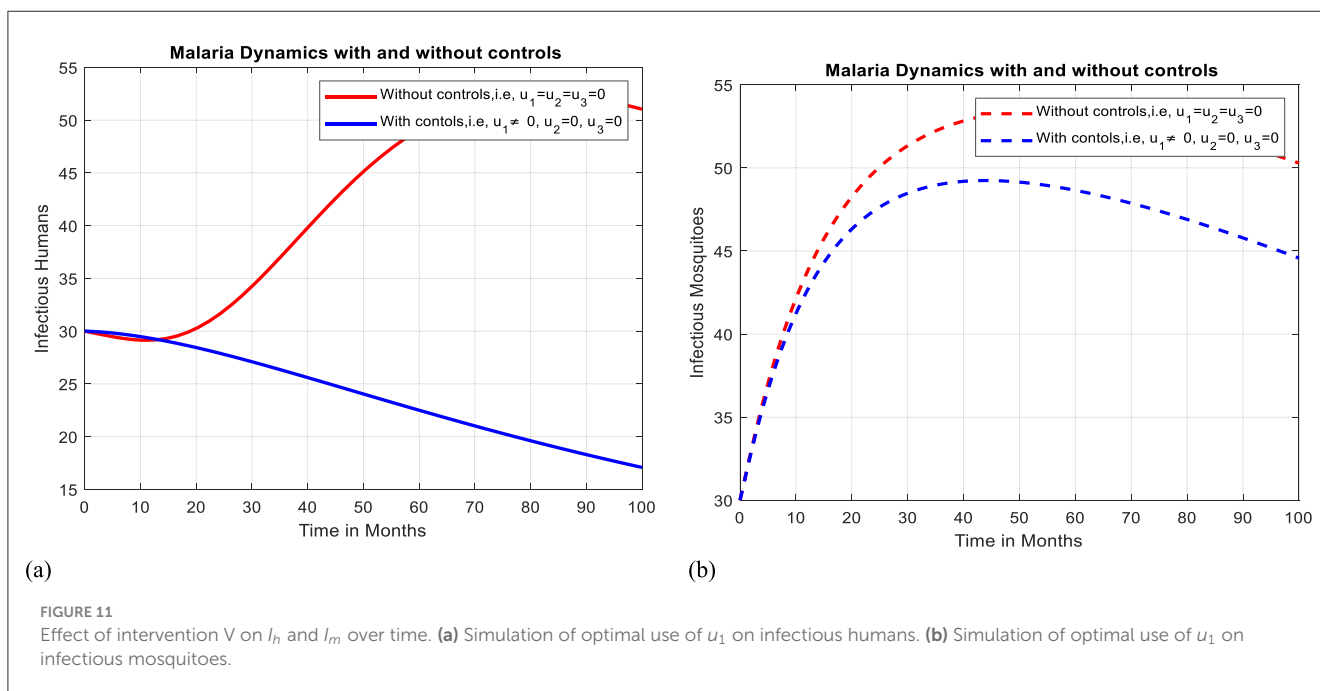 Malaria Dynamics with and without controls
Without controls,i.e, u1=u2=u3=0
With contols,i.e, u1≠ 0, u2=0, u3=0
55
50
45
40
35
30
25
20
15
Infectious Humans
0 10 20 30 40 50 60 70 80 90 100
Time in Months
(a)
Malaria Dynamics with and without controls
Without controls,i.e, u1=u2=u3=0
With contols,i.e, u1≠ 0, u2=0, u3=0
55
50
45
40
35
30
Infectious Mosquitoes
0 10 20 30 40 50 60 70 80 90 100
Time in Months
(b)
FIGURE 11
Effect of intervention V on Ih and Im over time. (a) Simulation of optimal use of u1 on infectious humans. (b) Simulation of optimal use of u1 on
infectious mosquitoes.